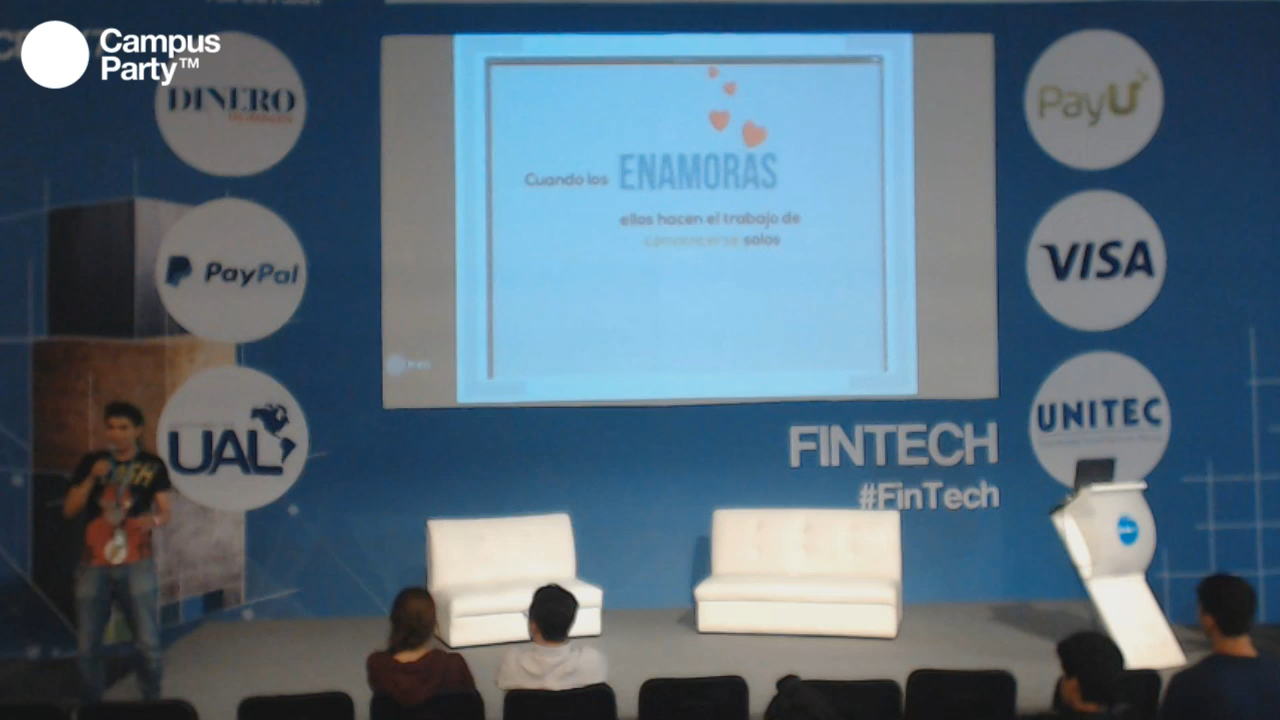 Campus
Party™
DINERO
PayPal
UAL
Cuando los ENAMORAS
ellos hacen el trabajo de
convencerse solos
PayU
VISA
UNITEC
FINTECH
#FinTech